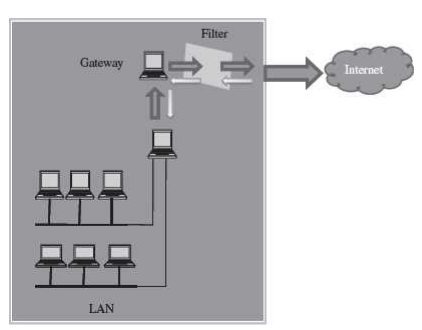 Filter
Gateway
Internet
LAN